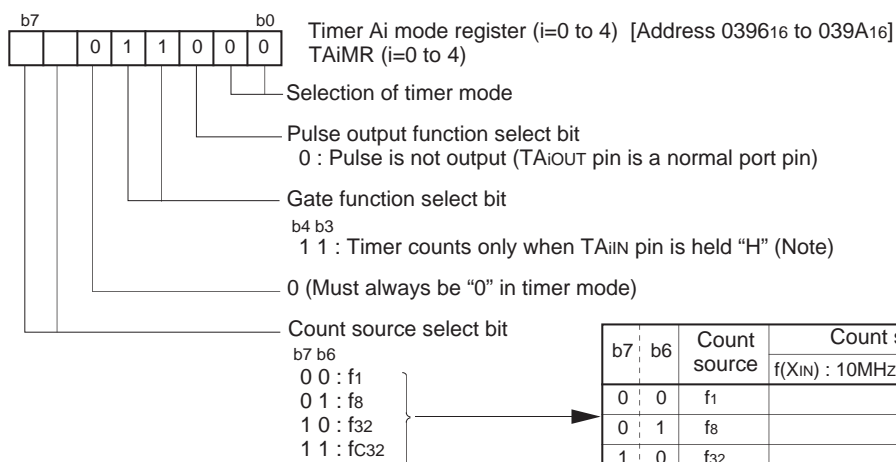 b7 b0
0 1 1 0 0 0
Timer Ai mode register (i=0 to 4) [Address 039616 to 039A16]
TAiMR (i=0 to 4)
Selection of timer mode
Pulse output function select bit
0 : Pulse is not output (TAiOUT pin is a normal port pin)
Gate function select bit
b4 b3
1 1 : Timer counts only when TAiIN pin is held “H” (Note)
0 (Must always be “0” in timer mode)
Count source select bit
b7 b6
0 0 : f1
0 1 : f8
1 0 : f32
1 1 : fC32
b7 b6 Count source Count
f(XIN) : 10MHz
0 0 f1
0 1 f8
1 0 f32